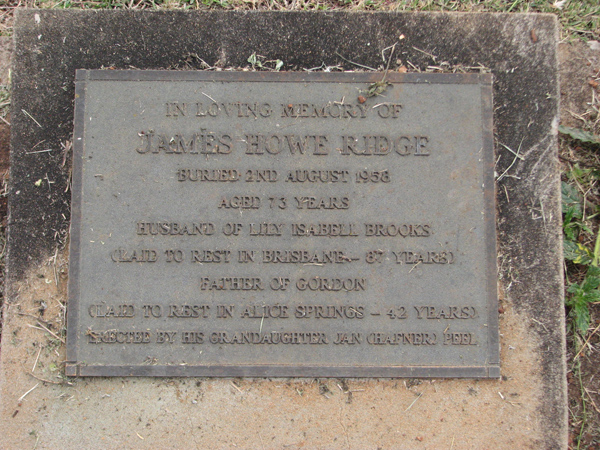 IN LOVING MEMORY OF
JAMES HOWE RIDGE
BURIED 2ND AUGUST 1958
AGED 73 YEARS
HUSBAND OF LILY ISABELL BROOKS
(LAID TO REST IN BRISBANE - 87 YEARS)
FATHER OF GORDON
(LAID TO REST IN ALICE SPRINGS - 42 YEARS)
ERECTED BY HIS GRANDAUGHTER JAN (HAFNER) PEEL